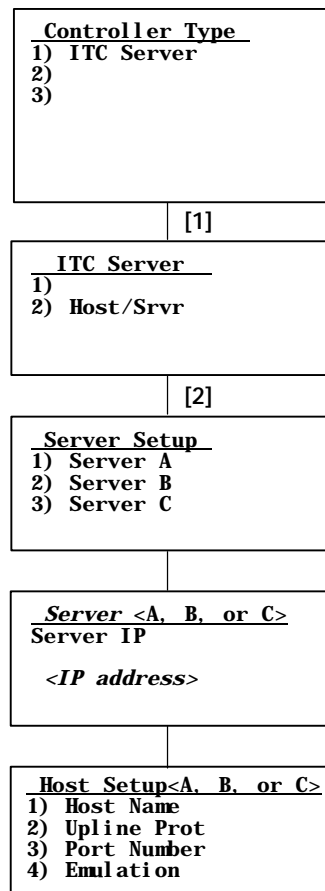 Controller Type
1) ITC Server
2)
3)
[1]
ITC Server
1)
2) Host/Srvr
[2]
Server Setup
1) Server A
2) Server B
3) Server C
Server <A, B, or C>
Server IP
<IP address>
Host Setup<A, B, or C>
1) Host Name
2) Upline Prot
3) Port Number
4) Emulation